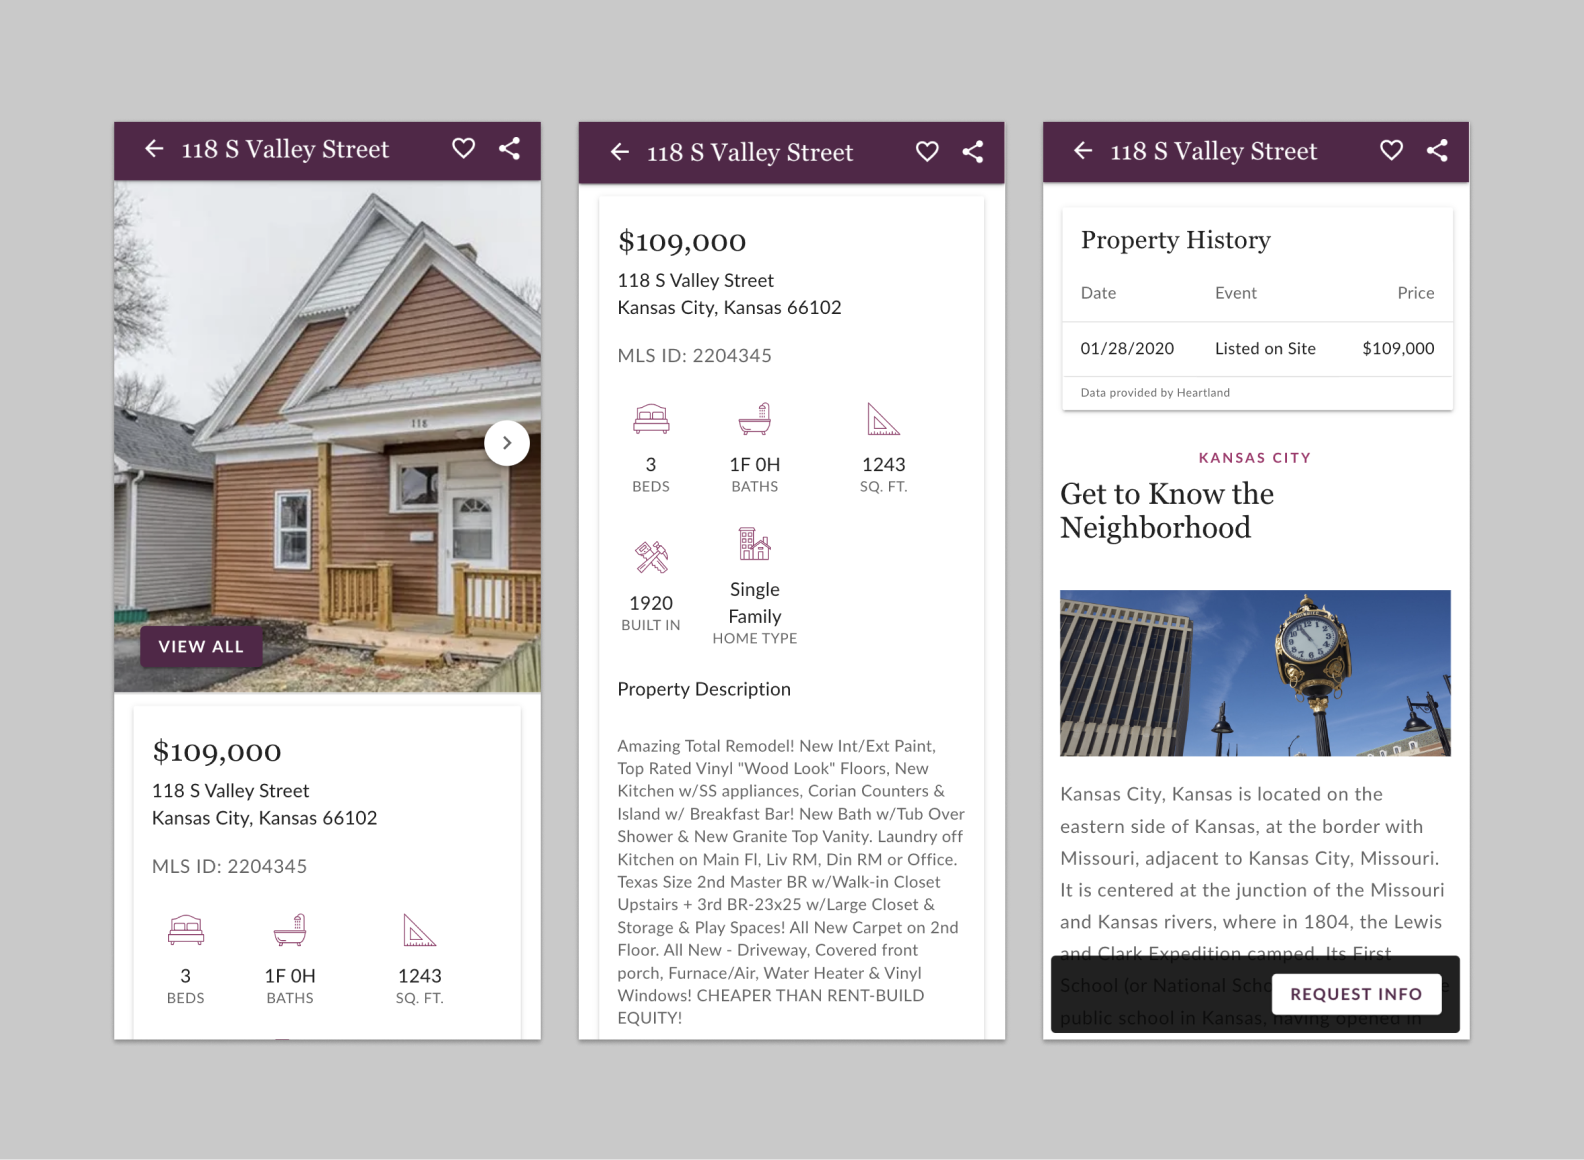 118 S Valley Street
118
VIEW ALL
$109,000
118 S Valley Street
Kansas City, Kansas 66102
MLS ID: 2204345
3
BEDS
1F 0H
BATHS
1243
SQ. FT.
118 S Valley Street
$109,000
118 S Valley Street
Kansas City, Kansas 66102
MLS ID: 2204345
3
BEDS
1F 0H
BATHS
1243
SQ. FT.
1920
BUILT IN
Single
Family
HOME TYPE
Property Description
Amazing Total Remodel! New Int/Ext Paint,
Top Rated Vinyl "Wood Look" Floors, New
Kitchen w/SS appliances, Corian Counters &
Island w/ Breakfast Bar! New Bath w/Tub Over
Shower & New Granite Top Vanity. Laundry off
Kitchen on Main Fl, Liv RM, Din RM or Office.
Texas Size 2nd Master BR w/Walk-in Closet
Upstairs + 3rd BR-23x25 w/Large Closet &
Storage & Play Spaces! All New Carpet on 2nd
Floor. All New - Driveway, Covered front
porch, Furnace/Air, Water Heater & Vinyl
Windows! CHEAPER THAN RENT-BUILD
EQUITY!
118 S Valley Street
Property History
Date Event Price
01/28/2020 Listed on Site $109,000
Data provided by Heartland
KANSAS CITY
Get to Know the
Neighborhood
Kansas City, Kansas is located on the
eastern side of Kansas, at the border with
Missouri, adjacent to Kansas City, Missouri.
It is centered at the junction of the Missouri
and Kansas rivers, where in 1804, the Lewis
and Clark Expedition camped. Its First
School (or National
REQUEST INFO
public school in Kansas, having opened in